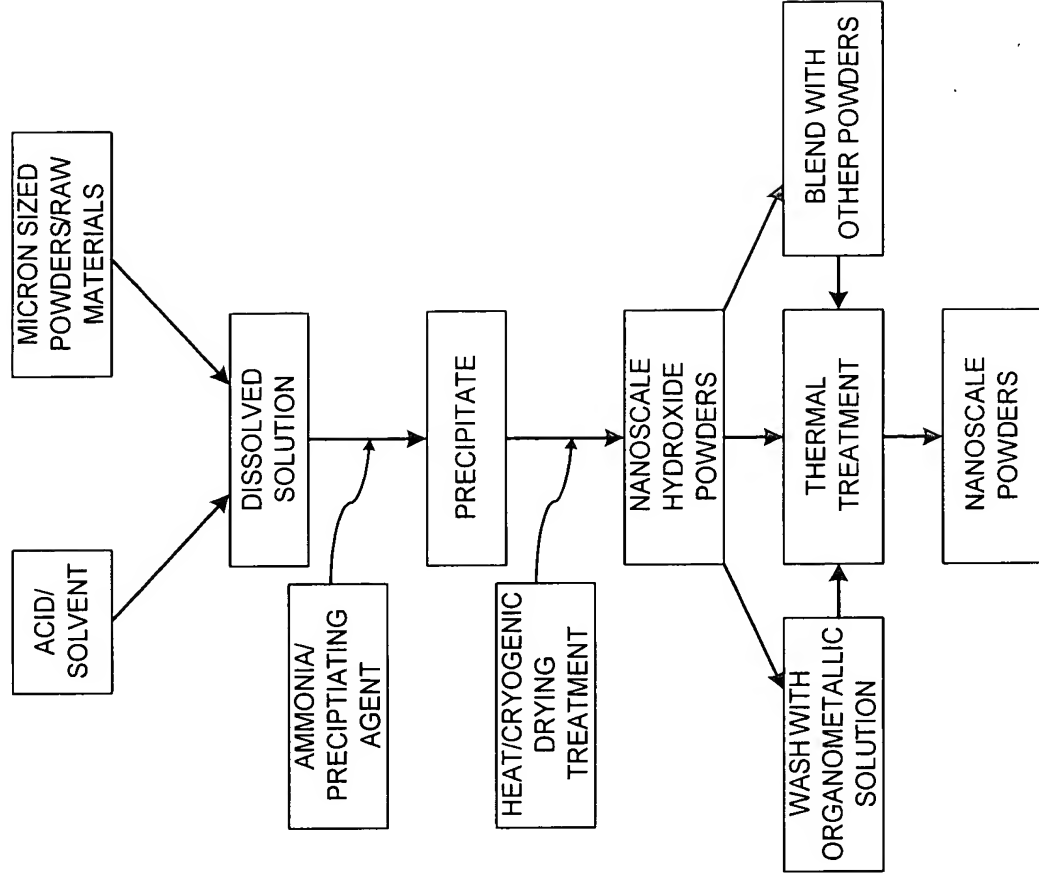 ACID/
SOLVENT
MICRON SIZED
POWDERS/RAW
MATERIALS
DISSOLVED
SOLUTION
AMMONIA/
PRECIPTIATING
AGENT
PRECIPITATE
HEAT/CRYOGENIC
DRYING
TREATMENT
NANOSCALE
HYDROXIDE
POWDERS
WASH WITH
ORGANOMETALLIC
SOLUTION
THERMAL
TREATMENT
BLEND WITH
OTHER POWDERS
NANOSCALE
POWDERS